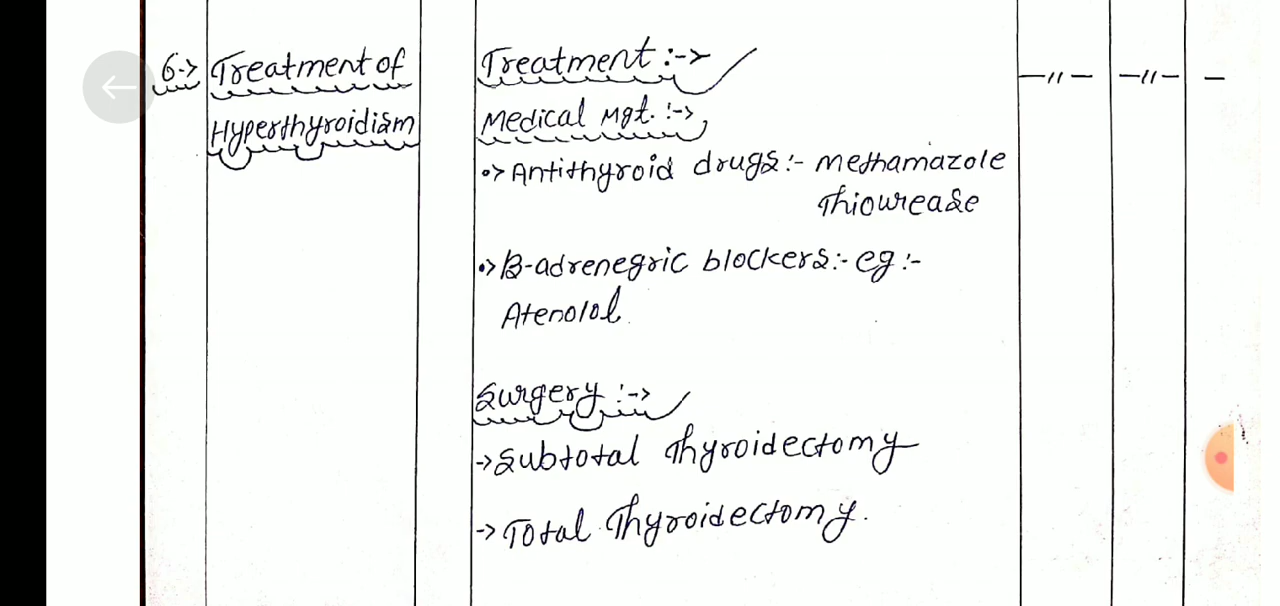 6.-> Treatment of
Hyperthyroidism
Treatment :->
Medical Mgt. :->
•> Antithyroid drugs :- Methamazole
Thiourease
•> B-adrenegric blockers :- eg :-
Atenolol
Surgery :->
-> Subtotal Thyroidectomy
-> Total Thyroidectomy.
—〃— —〃— —